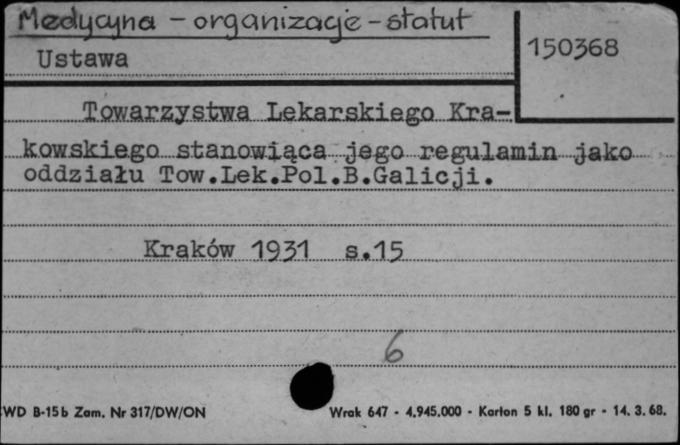 Medycyna - organizacje - statut
150368
Ustawa
Towarzystwa Lekarskiego Kra-
kowskiego stanowiąca jego regulamin jako
oddziału Tow.Lek.Pol.B.Galicji.
Kraków 1931 s.15
6
WD B-15b Zam. Nr 317/DW/ON Wrak 647 - 4.945.000 - Karton 5 kl. 180 gr - 14. 3. 68.